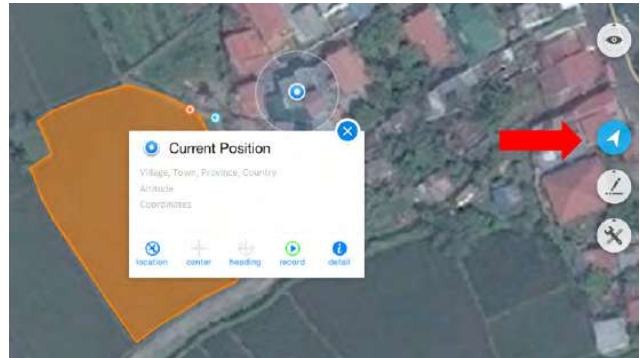 Current Position
Village, Town, Province, Country
Altitude
Coordinates
location center heading record detail